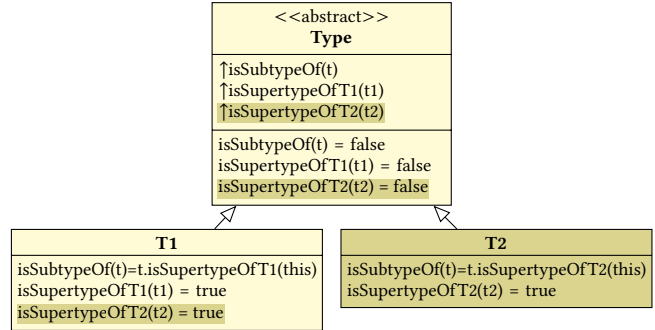 <<abstract>>
Type
↑isSubtypeOf(t)
↑isSupertypeOfT1(t1)
↑isSupertypeOfT2(t2)
isSubtypeOf(t) = false
isSupertypeOfT1(t1) = false
isSupertypeOfT2(t2) = false
T1
isSubtypeOf(t)=t.isSupertypeOfT1(this)
isSupertypeOfT1(t1) = true
isSupertypeOfT2(t2) = true
T2
isSubtypeOf(t)=t.isSupertypeOfT2(this)
isSupertypeOfT2(t2) = true